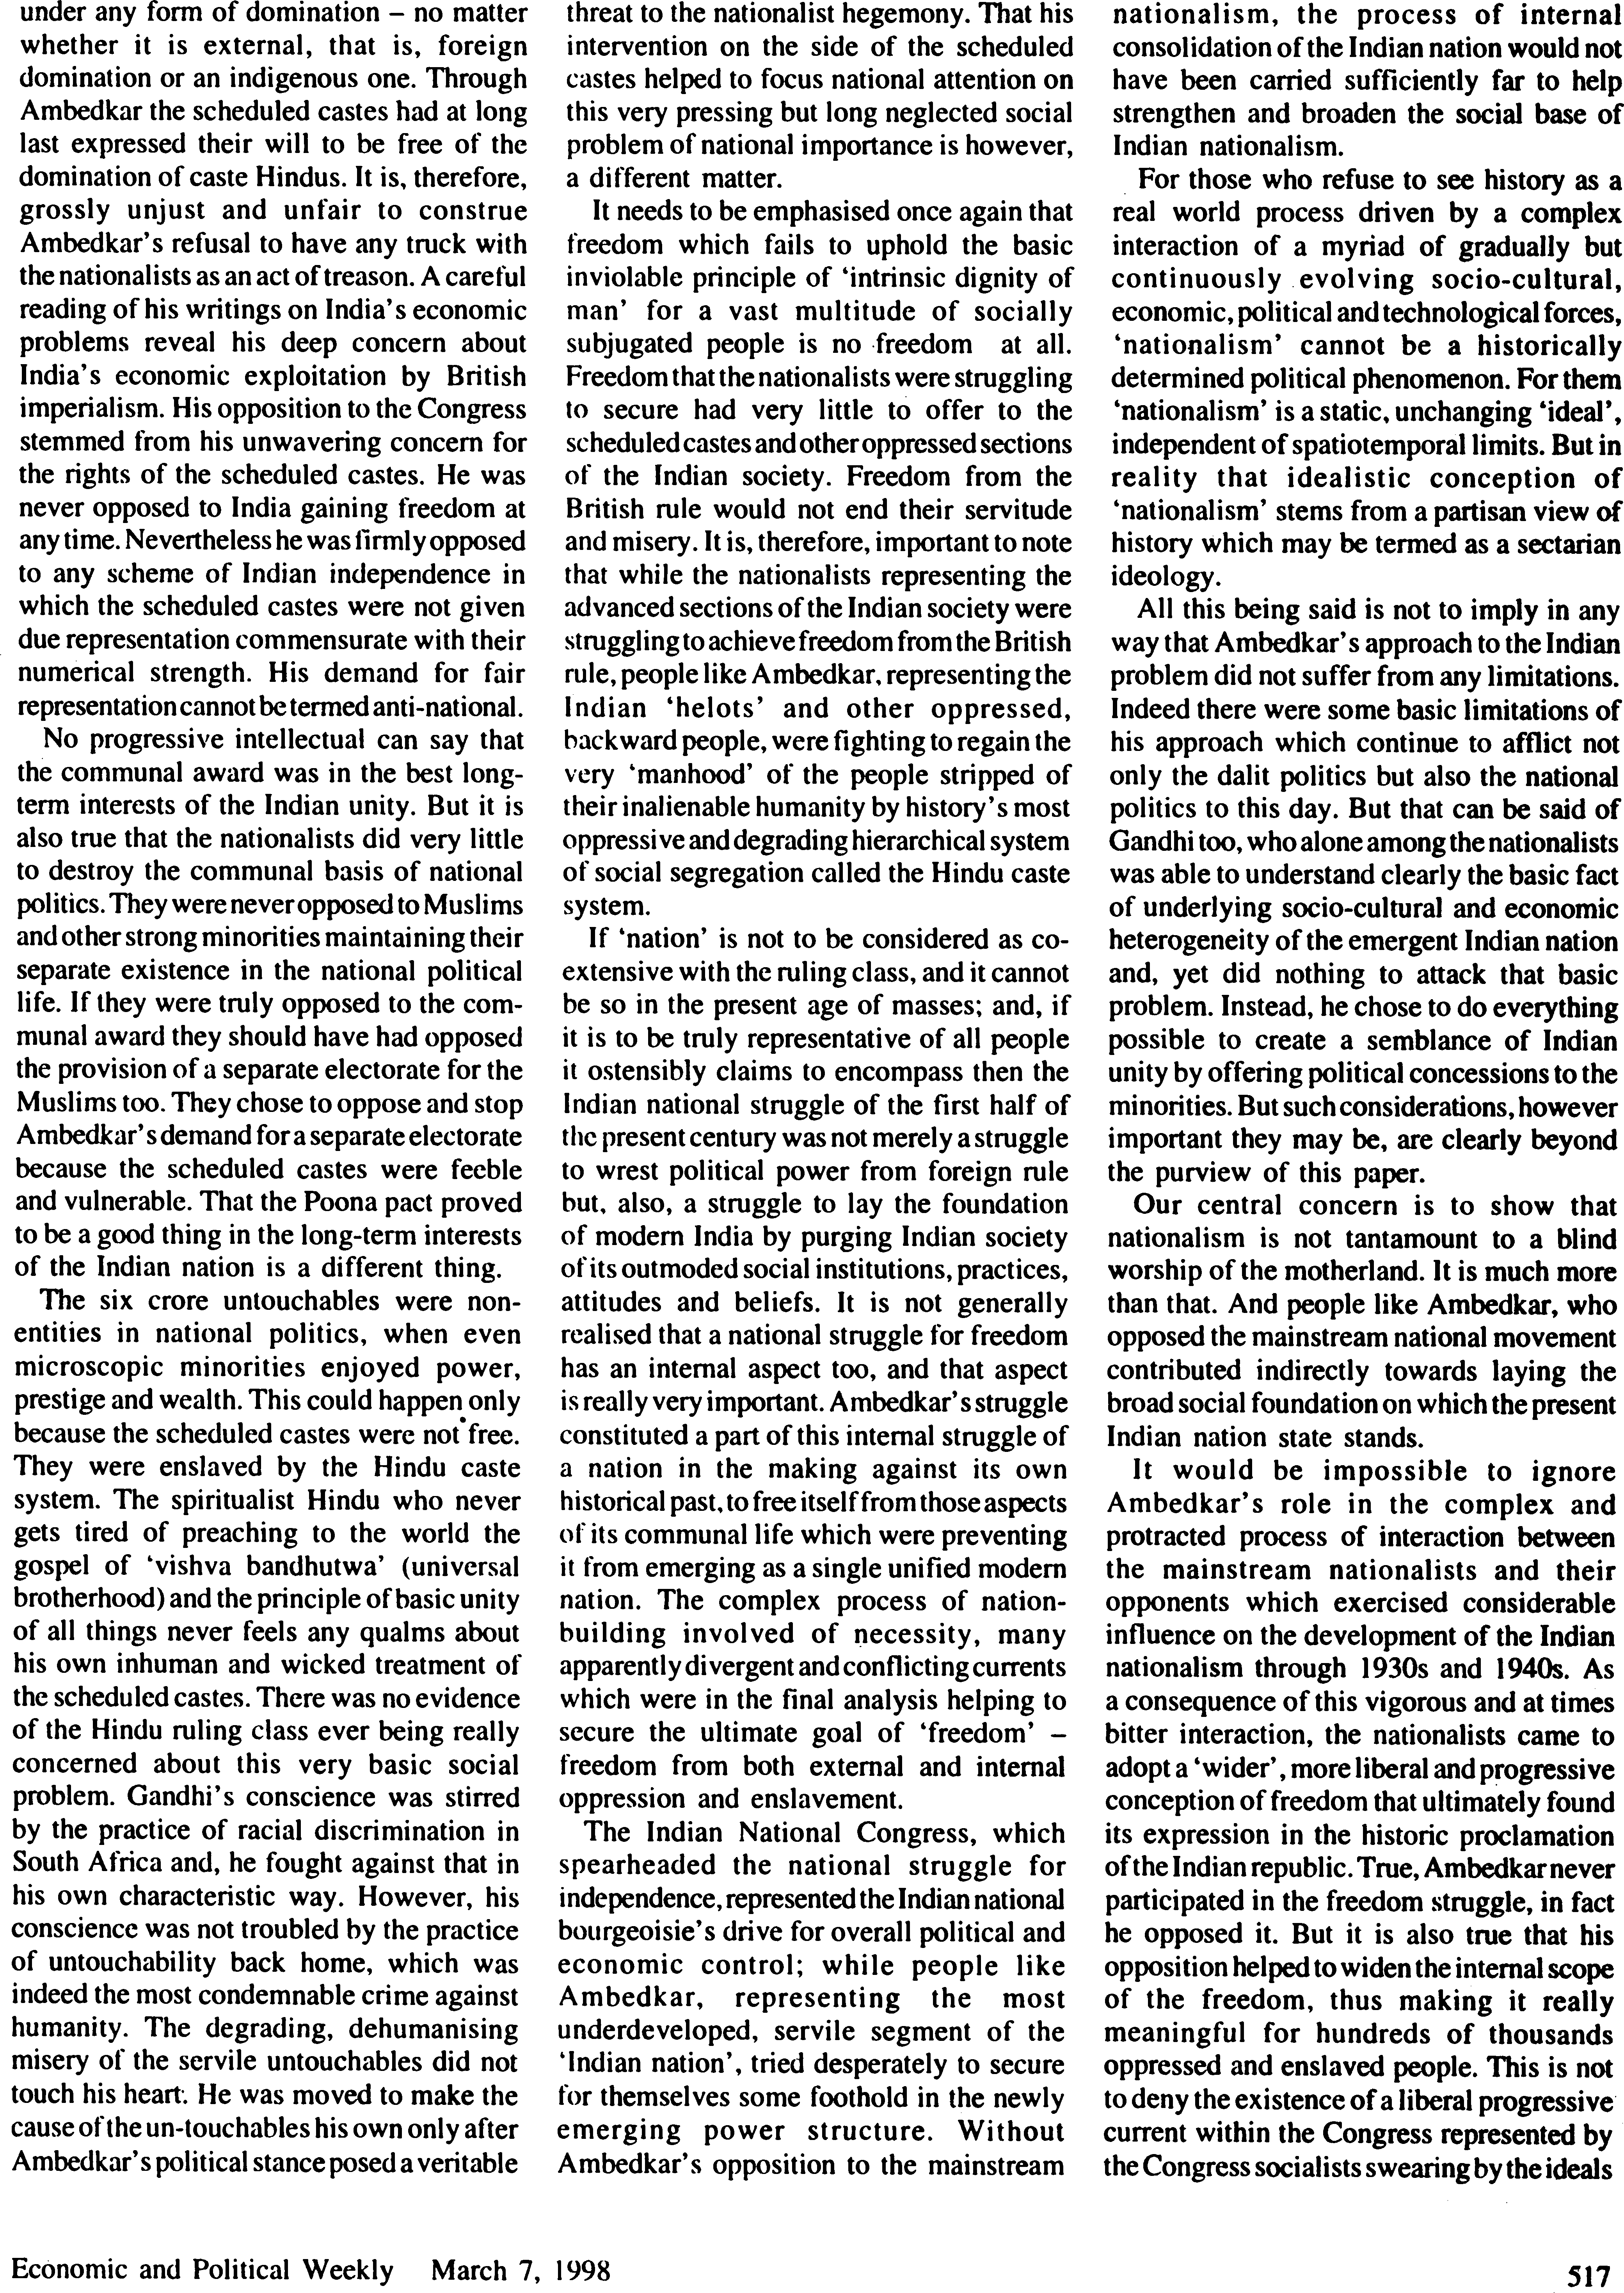 under any form of domination – no matter
whether it is external, that is, foreign
domination or an indigenous one. Through
Ambedkar the scheduled castes had at long
last expressed their will to be free of the
domination of caste Hindus. It is, therefore,
grossly unjust and unfair to construe
Ambedkar's refusal to have any truck with
the nationalists as an act of treason. A careful
reading of his writings on India's economic
problems reveal his deep concern about
India's economic exploitation by British
imperialism. His opposition to the Congress
stemmed from his unwavering concern for
the rights of the scheduled castes. He was
never opposed to India gaining freedom at
any time. Nevertheless he was firmly opposed
to any scheme of Indian independence in
which the scheduled castes were not given
due representation commensurate with their
numerical strength. His demand for fair
representation cannot be termed anti-national.
No progressive intellectual can say that
the communal award was in the best long-
term interests of the Indian unity. But it is
also true that the nationalists did very little
to destroy the communal basis of national
politics. They were never opposed to Muslims
and other strong minorities maintaining their
separate existence in the national political
life. If they were truly opposed to the com-
munal award they should have had opposed
the provision of a separate electorate for the
Muslims too. They chose to oppose and stop
Ambedkar's demand for a separate electorate
because the scheduled castes were feeble
and vulnerable. That the Poona pact proved
to be a good thing in the long-term interests
of the Indian nation is a different thing.
The six crore untouchables were non-
entities in national politics, when even
microscopic minorities enjoyed power,
prestige and wealth. This could happen only
because the scheduled castes were not free.
They were enslaved by the Hindu caste
system. The spiritualist Hindu who never
gets tired of preaching to the world the
gospel of 'vishva bandhutwa' (universal
brotherhood) and the principle of basic unity
of all things never feels any qualms about
his own inhuman and wicked treatment of
the scheduled castes. There was no evidence
of the Hindu ruling class ever being really
concerned about this very basic social
problem. Gandhi's conscience was stirred
by the practice of racial discrimination in
South Africa and, he fought against that in
his own characteristic way. However, his
conscience was not troubled by the practice
of untouchability back home, which was
indeed the most condemnable crime against
humanity. The degrading, dehumanising
misery of the servile untouchables did not
touch his heart. He was moved to make the
cause of the un-touchables his own only after
Ambedkar's political stance posed a veritable
threat to the nationalist hegemony. That his
intervention on the side of the scheduled
castes helped to focus national attention on
this very pressing but long neglected social
problem of national importance is however,
a different matter.
It needs to be emphasised once again that
freedom which fails to uphold the basic
inviolable principle of 'intrinsic dignity of
man' for a vast multitude of socially
subjugated people is no freedom at all.
Freedom that the nationalists were struggling
to secure had very little to offer to the
scheduled castes and other oppressed sections
of the Indian society. Freedom from the
British rule would not end their servitude
and misery. It is, therefore, important to note
that while the nationalists representing the
advanced sections of the Indian society were
struggling to achieve freedom from the British
rule, people like Ambedkar, representing the
Indian 'helots' and other oppressed,
backward people, were fighting to regain the
very 'manhood' of the people stripped of
their inalienable humanity by history's most
oppressive and degrading hierarchical system
of social segregation called the Hindu caste
system.
If 'nation' is not to be considered as co-
extensive with the ruling class, and it cannot
be so in the present age of masses; and, if
it is to be truly representative of all people
it ostensibly claims to encompass then the
Indian national struggle of the first half of
the present century was not merely a struggle
to wrest political power from foreign rule
but, also, a struggle to lay the foundation
of modern India by purging Indian society
of its outmoded social institutions, practices,
attitudes and beliefs. It is not generally
realised that a national struggle for freedom
has an internal aspect too, and that aspect
is really very important. Ambedkar's struggle
constituted a part of this internal struggle of
a nation in the making against its own
historical past, to free itself from those aspects
of its communal life which were preventing
it from emerging as a single unified modern
nation. The complex process of nation-
building involved of necessity, many
apparently divergent and conflicting currents
which were in the final analysis helping to
secure the ultimate goal of 'freedom' –
freedom from both external and internal
oppression and enslavement.
The Indian National Congress, which
spearheaded the national struggle for
independence, represented the Indian national
bourgeoisie's drive for overall political and
economic control; while people like
Ambedkar, representing the most
underdeveloped, servile segment of the
'Indian nation', tried desperately to secure
for themselves some foothold in the newly
emerging power structure. Without
Ambedkar's opposition to the mainstream
nationalism, the process of internal
consolidation of the Indian nation would not
have been carried sufficiently far to help
strengthen and broaden the social base of
Indian nationalism.
For those who refuse to see history as a
real world process driven by a complex
interaction of a myriad of gradually but
continuously evolving socio-cultural,
economic, political and technological forces,
'nationalism' cannot be a historically
determined political phenomenon. For them
'nationalism' is a static, unchanging 'ideal',
independent of spatiotemporal limits. But in
reality that idealistic conception of
'nationalism' stems from a partisan view of
history which may be termed as a sectarian
ideology.
All this being said is not to imply in any
way that Ambedkar's approach to the Indian
problem did not suffer from any limitations.
Indeed there were some basic limitations of
his approach which continue to afflict not
only the dalit politics but also the national
politics to this day. But that can be said of
Gandhi too, who alone among the nationalists
was able to understand clearly the basic fact
of underlying socio-cultural and economic
heterogeneity of the emergent Indian nation
and, yet did nothing to attack that basic
problem. Instead, he chose to do everything
possible to create a semblance of Indian
unity by offering political concessions to the
minorities. But such considerations, however
important they may be, are clearly beyond
the purview of this paper.
Our central concern is to show that
nationalism is not tantamount to a blind
worship of the motherland. It is much more
than that. And people like Ambedkar, who
opposed the mainstream national movement
contributed indirectly towards laying the
broad social foundation on which the present
Indian nation state stands.
It would be impossible to ignore
Ambedkar's role in the complex and
protracted process of interaction between
the mainstream nationalists and their
opponents which exercised considerable
influence on the development of the Indian
nationalism through 1930s and 1940s. As
a consequence of this vigorous and at times
bitter interaction, the nationalists came to
adopt a 'wider', more liberal and progressive
conception of freedom that ultimately found
its expression in the historic proclamation
of the Indian republic. True, Ambedkar never
participated in the freedom struggle, in fact
he opposed it. But it is also true that his
opposition helped to widen the internal scope
of the freedom, thus making it really
meaningful for hundreds of thousands
oppressed and enslaved people. This is not
to deny the existence of a liberal progressive
current within the Congress represented by
the Congress socialists swearing by the ideals
Economic and Political Weekly March 7, 1998
517